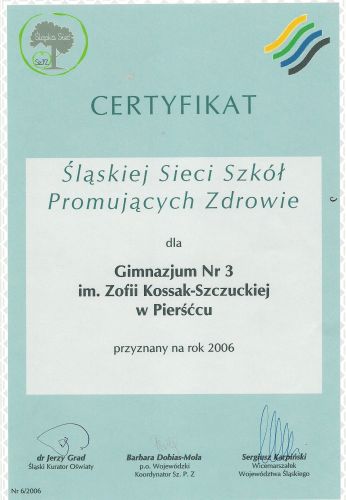 Śląska Sieć
SzPZ
CERTYFIKAT
Śląskiej Sieci Szkół
Promujących Zdrowie
dla
Gimnazjum Nr 3
im. Zofii Kossak-Szczuckiej
w Pierśćcu
przyznany na rok 2006
dr Jerzy Grad
Śląski Kurator Oświaty
Barbara Dobias-Mola
p.o. Wojewódzki
Koordynator Sz. P. Z
Sergiusz Karpiński
Wicemarszałek
Województwa Śląskiego
Nr 6/2006